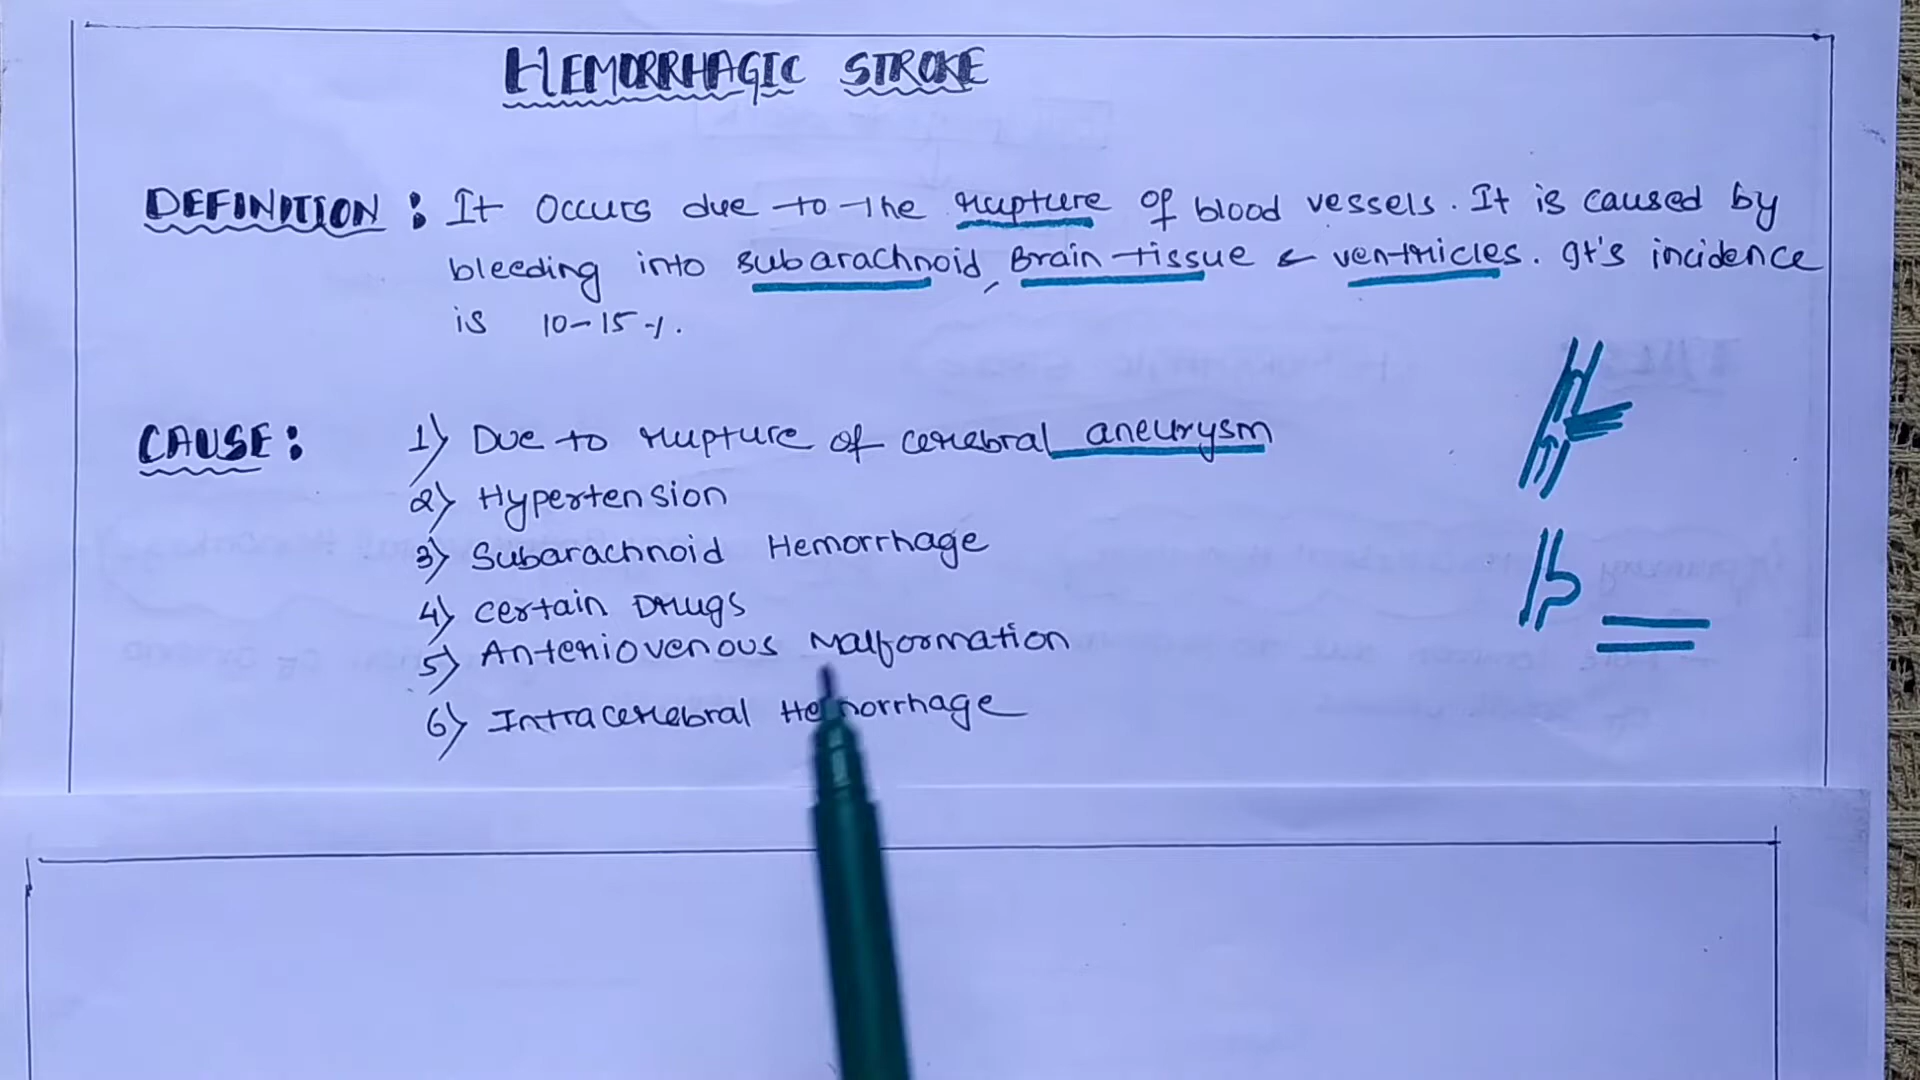 HEMORRHAGIC STROKE
DEFINITION : It occurs due to the rupture of blood vessels. It is caused by
bleeding into subarachnoid, Brain tissue & ventricles. It's incidence
is 10-15%.
CAUSE : 1) Due to rupture of cerebral aneurysm
2) Hypertension
3) Subarachnoid Hemorrhage
4) certain Drugs
5) Anteriovenous Malformation
6) Intracerebral Hemorrhage